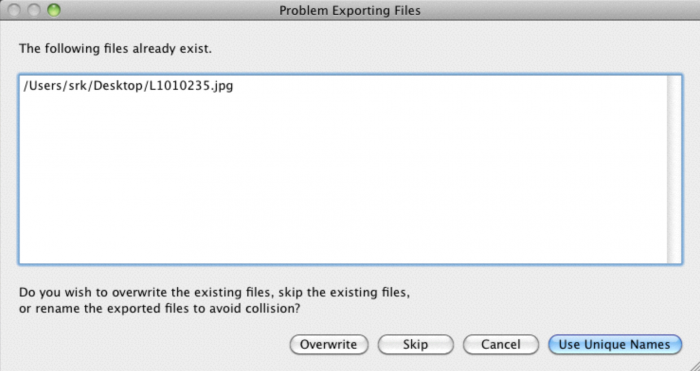 Problem Exporting Files
The following files already exist.
/Users/srk/Desktop/L1010235.jpg
Do you wish to overwrite the existing files, skip the existing files,
or rename the exported files to avoid collision?
Overwrite Skip Cancel Use Unique Names